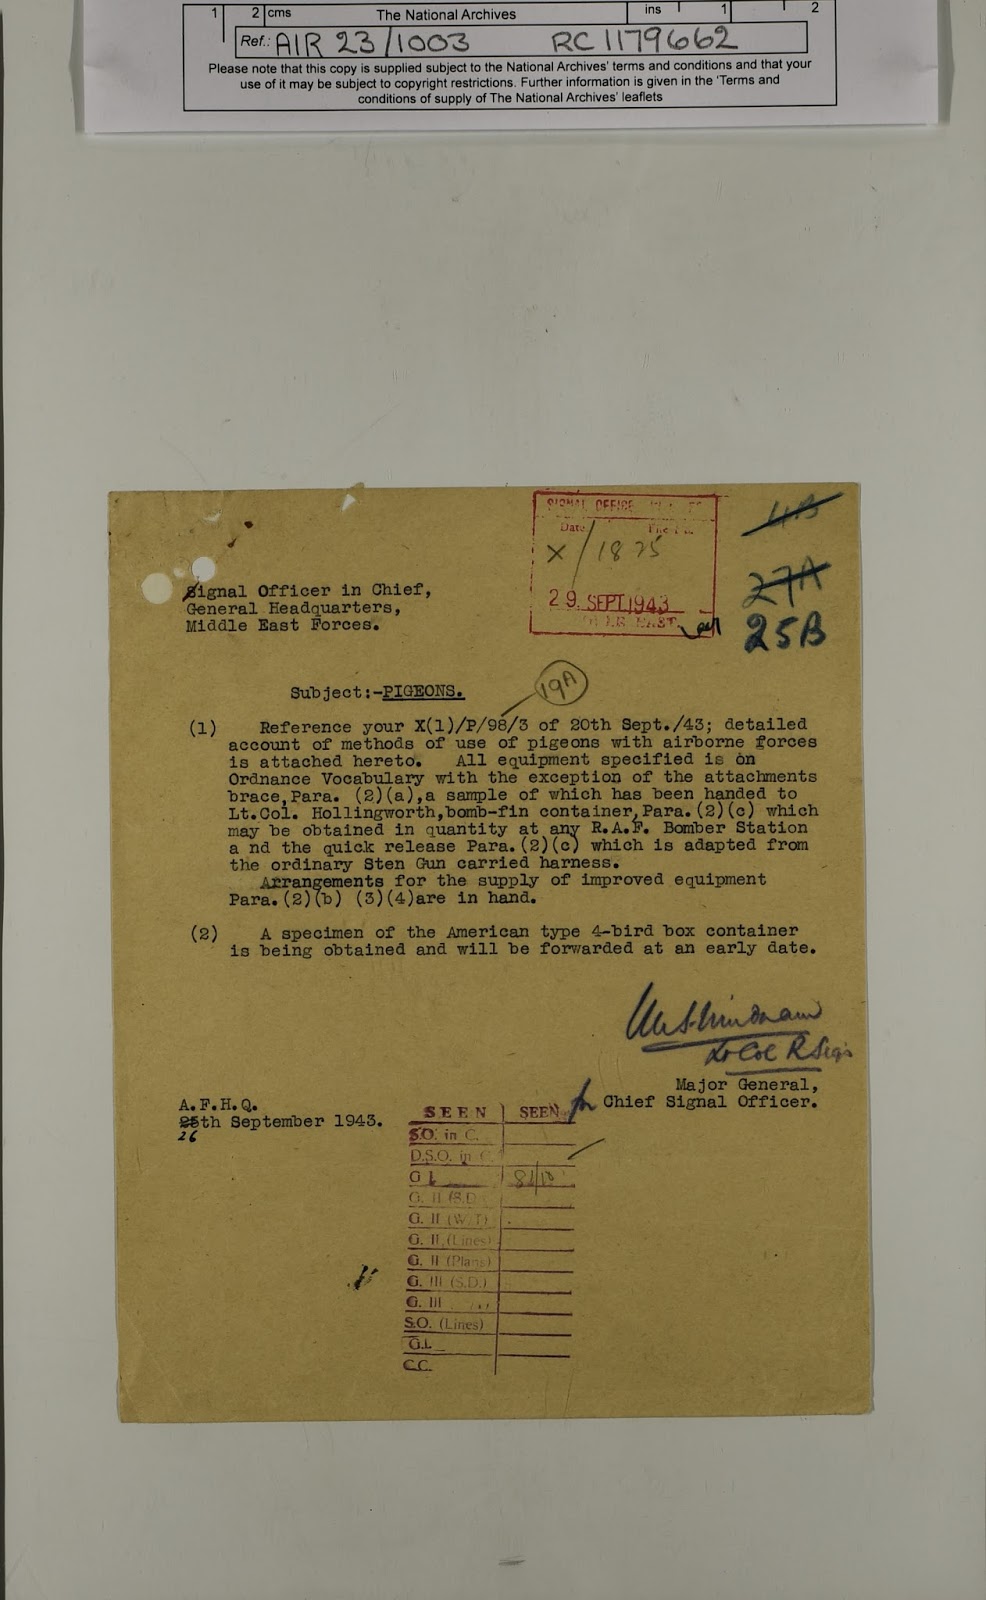 1 2 cms The National Archives ins 1 2
Ref.: AIR 23/1003 RC 1179662
Please note that this copy is supplied subject to the National Archives' terms and conditions and that your
use of it may be subject to copyright restrictions. Further information is given in the 'Terms and
conditions of supply of The National Archives' leaflets
SIGNAL OFFICE
Date
X/1825
29. SEPT 1943
EAST
27A
25B
Signal Officer in Chief,
General Headquarters,
Middle East Forces.
Subject:-PIGEONS.
19A
(1) Reference your X(1)/P/98/3 of 20th Sept./43; detailed
account of methods of use of pigeons with airborne forces
is attached hereto. All equipment specified is on
Ordnance Vocabulary with the exception of the attachments
brace,Para. (2)(a),a sample of which has been handed to
Lt.Col. Hollingworth,bomb-fin container,Para.(2)(c) which
may be obtained in quantity at any R.A.F. Bomber Station
a nd the quick release Para.(2)(c) which is adapted from
the ordinary Sten Gun carried harness.
Arrangements for the supply of improved equipment
Para.(2)(b) (3)(4)are in hand.
(2) A specimen of the American type 4-bird box container
is being obtained and will be forwarded at an early date.
Lt Col R Sigs
Major General,
for Chief Signal Officer.
A.F.H.Q.
25th September 1943.
26
SEEN SEEN
S.O. in C.
D.S.O. in C.
G I
G. II (S.D.)
G. II (W/T)
G. II (Lines)
G. II (Plans)
G. III (S.D.)
G. III
S.O. (Lines)
G.I.
C.C.